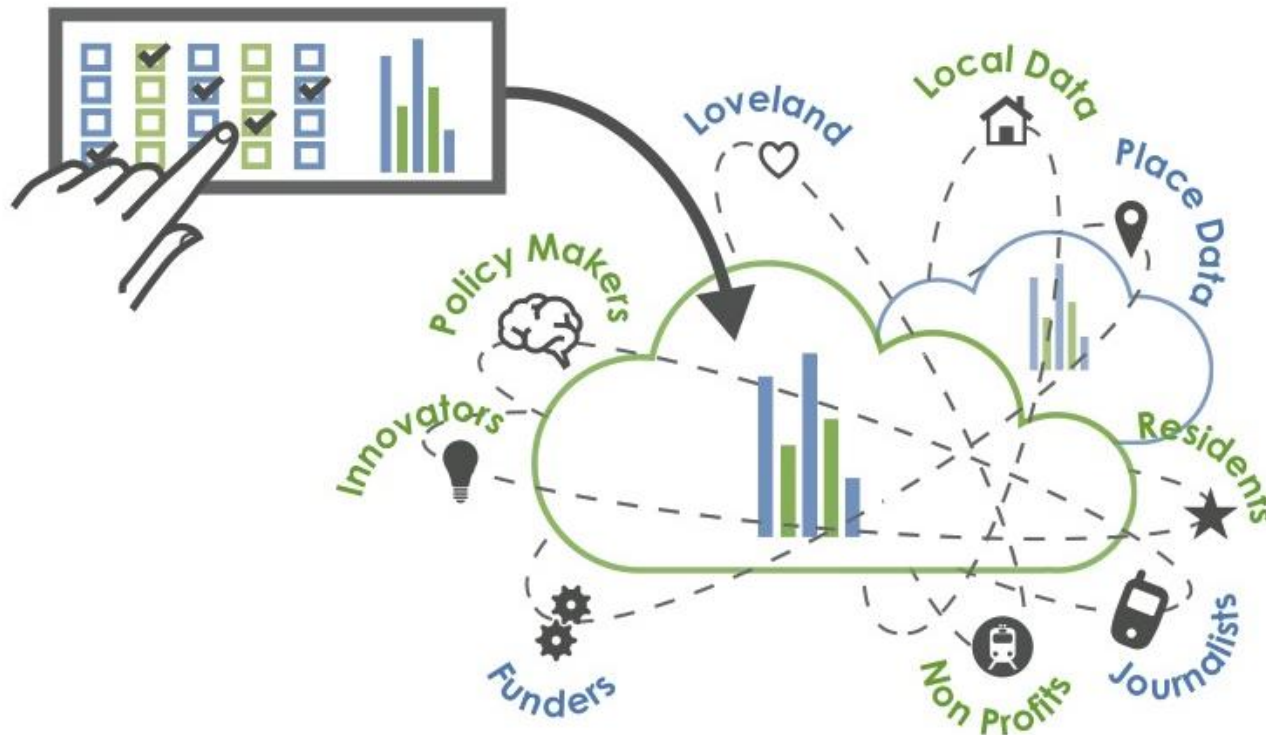 Loveland
Local Data
Place Data
Policy Makers
Innovators
Residents
Funders
Non Profits
Journalists